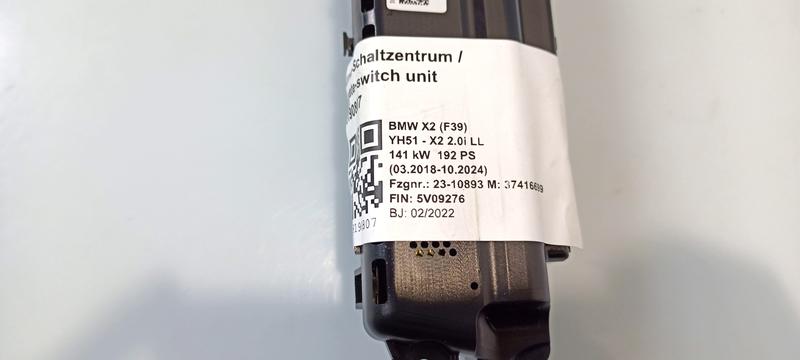 Schaltzentrum /
switch unit
BMW X2 (F39)
YH51 - X2 2.0i LL
141 kW 192 PS
(03.2018-10.2024)
Fzgnr.: 23-10893 M: 37416699
FIN: 5V09276
BJ: 02/2022